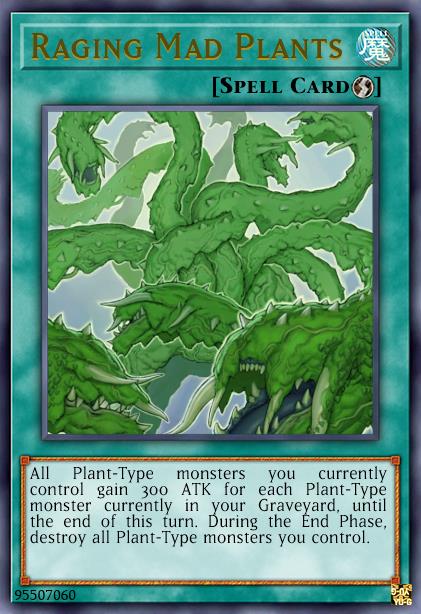 RAGING MAD PLANTS
SPELL
魔
[SPELL CARD]
All Plant-Type monsters you currently
control gain 300 ATK for each Plant-Type
monster currently in your Graveyard, until
the end of this turn. During the End Phase,
destroy all Plant-Type monsters you control.
95507060